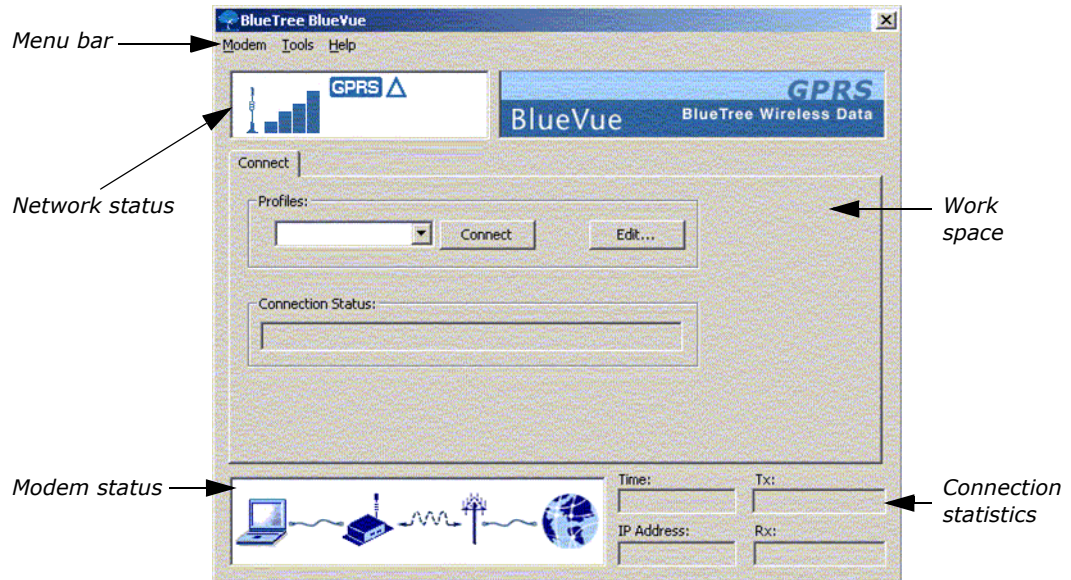 BlueTree BlueVue
Menu bar
Modem Tools Help
GPRS
GPRS
BlueVue
BlueTree Wireless Data
Connect
Network status
Profiles:
Connect
Edit...
Work
space
Connection Status:
Modem status
Time:
Tx:
Connection
statistics
IP Address:
Rx: